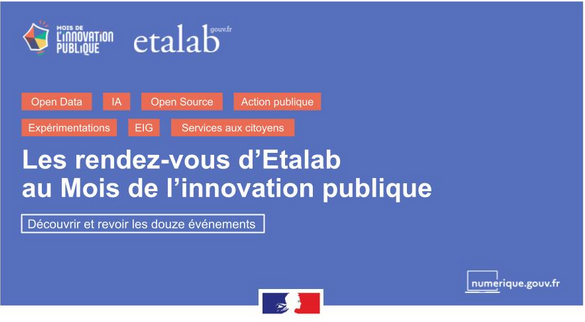 MOIS DE
L'INNOVATION
PUBLIQUE
etalab
gouv.fr
Open Data
IA
Open Source
Action publique
Expérimentations
EIG
Services aux citoyens
Les rendez-vous d'Etalab
au Mois de l'innovation publique
Découvrir et revoir les douze événements
numerique.gouv.fr